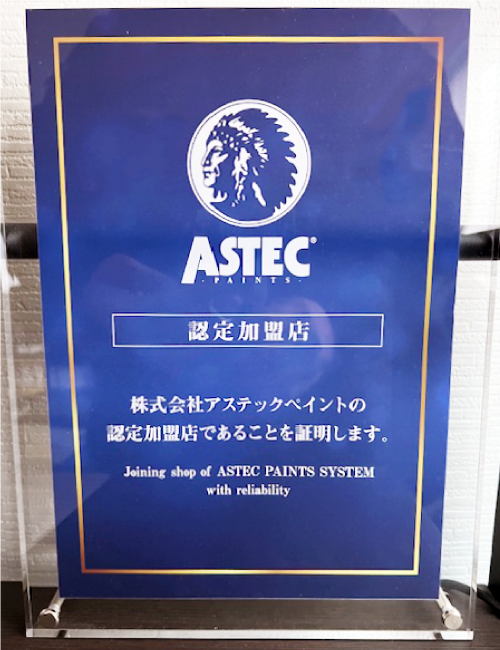 ASTEC®
- PAINTS -
認定加盟店
株式会社アステックペイントの
認定加盟店であることを証明します。
Joining shop of ASTEC PAINTS SYSTEM
with reliability